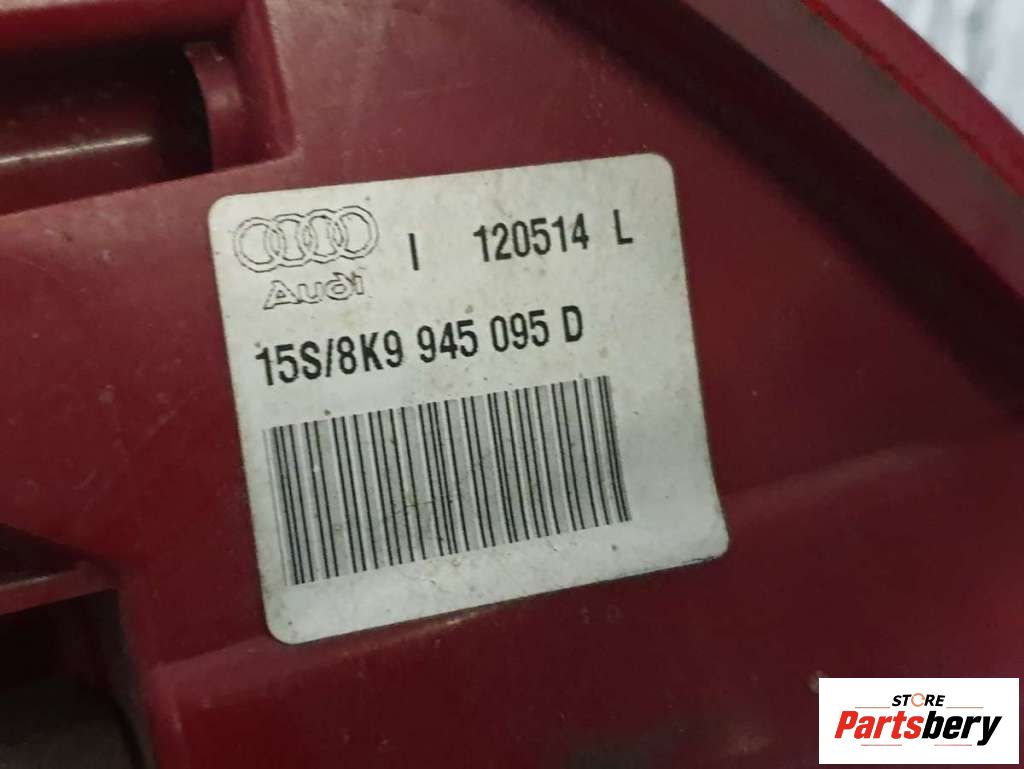 I 120514 L
Audi
15S/8K9 945 095 D
STORE
Partsbery